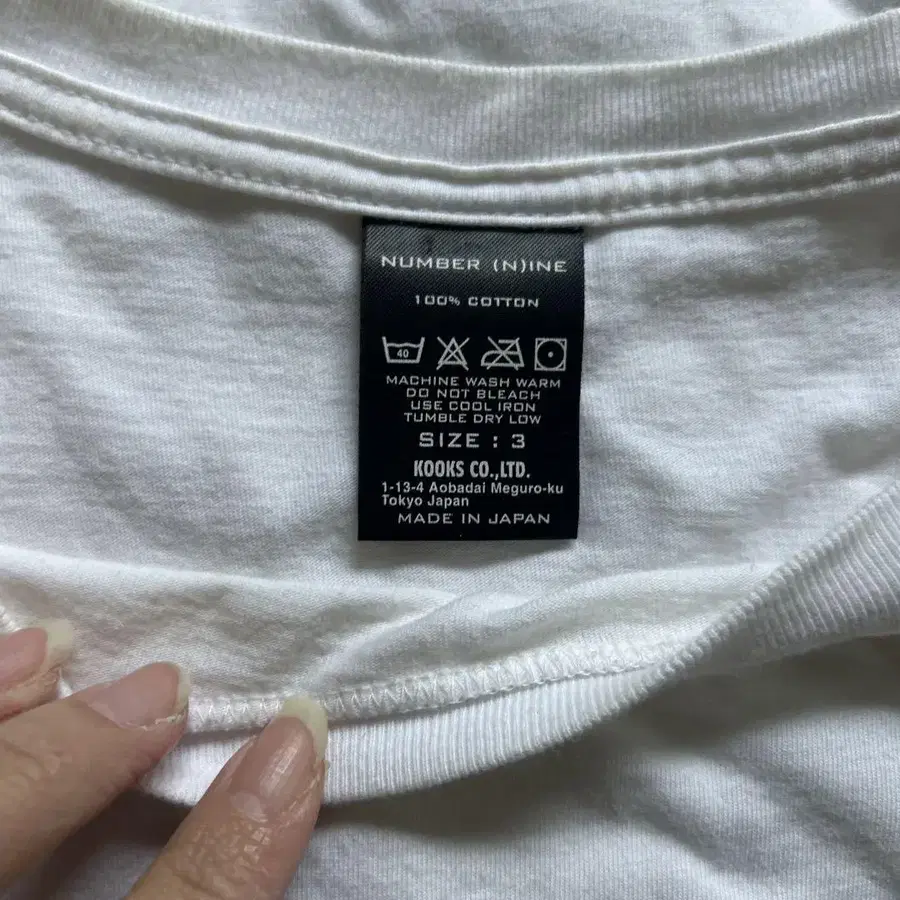 NUMBER (N)INE
100% COTTON
40
MACHINE WASH WARM
DO NOT BLEACH
USE COOL IRON
TUMBLE DRY LOW
SIZE : 3
KOOKS CO.,LTD.
1-13-4 Aobadai Meguro-ku
Tokyo Japan
MADE IN JAPAN